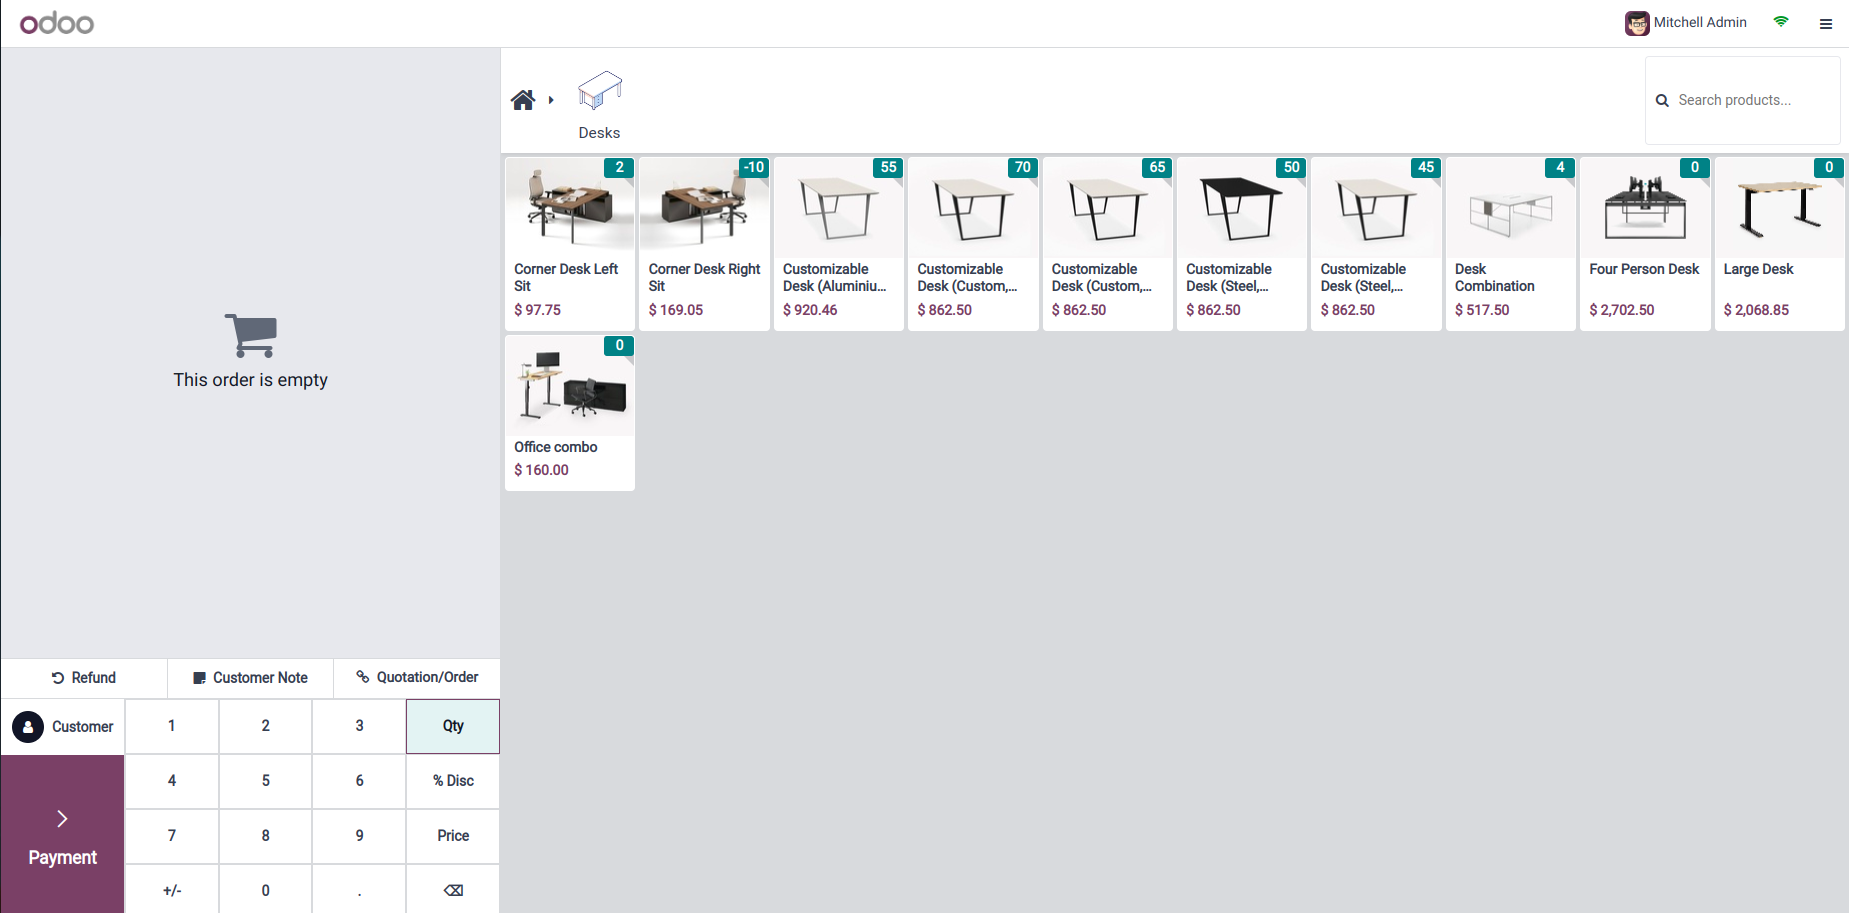 odoo
Mitchell Admin
Desks
Search products...
2
Corner Desk Left
Sit
$ 97.75
-10
Corner Desk Right
Sit
$ 169.05
55
Customizable
Desk (Aluminiu...
$ 920.46
70
Customizable
Desk (Custom,...
$ 862.50
65
Customizable
Desk (Custom,...
$ 862.50
50
Customizable
Desk (Steel,...
$ 862.50
45
Customizable
Desk (Steel,...
$ 862.50
4
Desk
Combination
$ 517.50
0
Four Person Desk
$ 2,702.50
0
Large Desk
$ 2,068.85
0
Office combo
$ 160.00
This order is empty
Refund
Customer Note
Quotation/Order
Customer
1
2
3
Qty
4
5
6
% Disc
7
8
9
Price
Payment
+/-
0
.
⌫